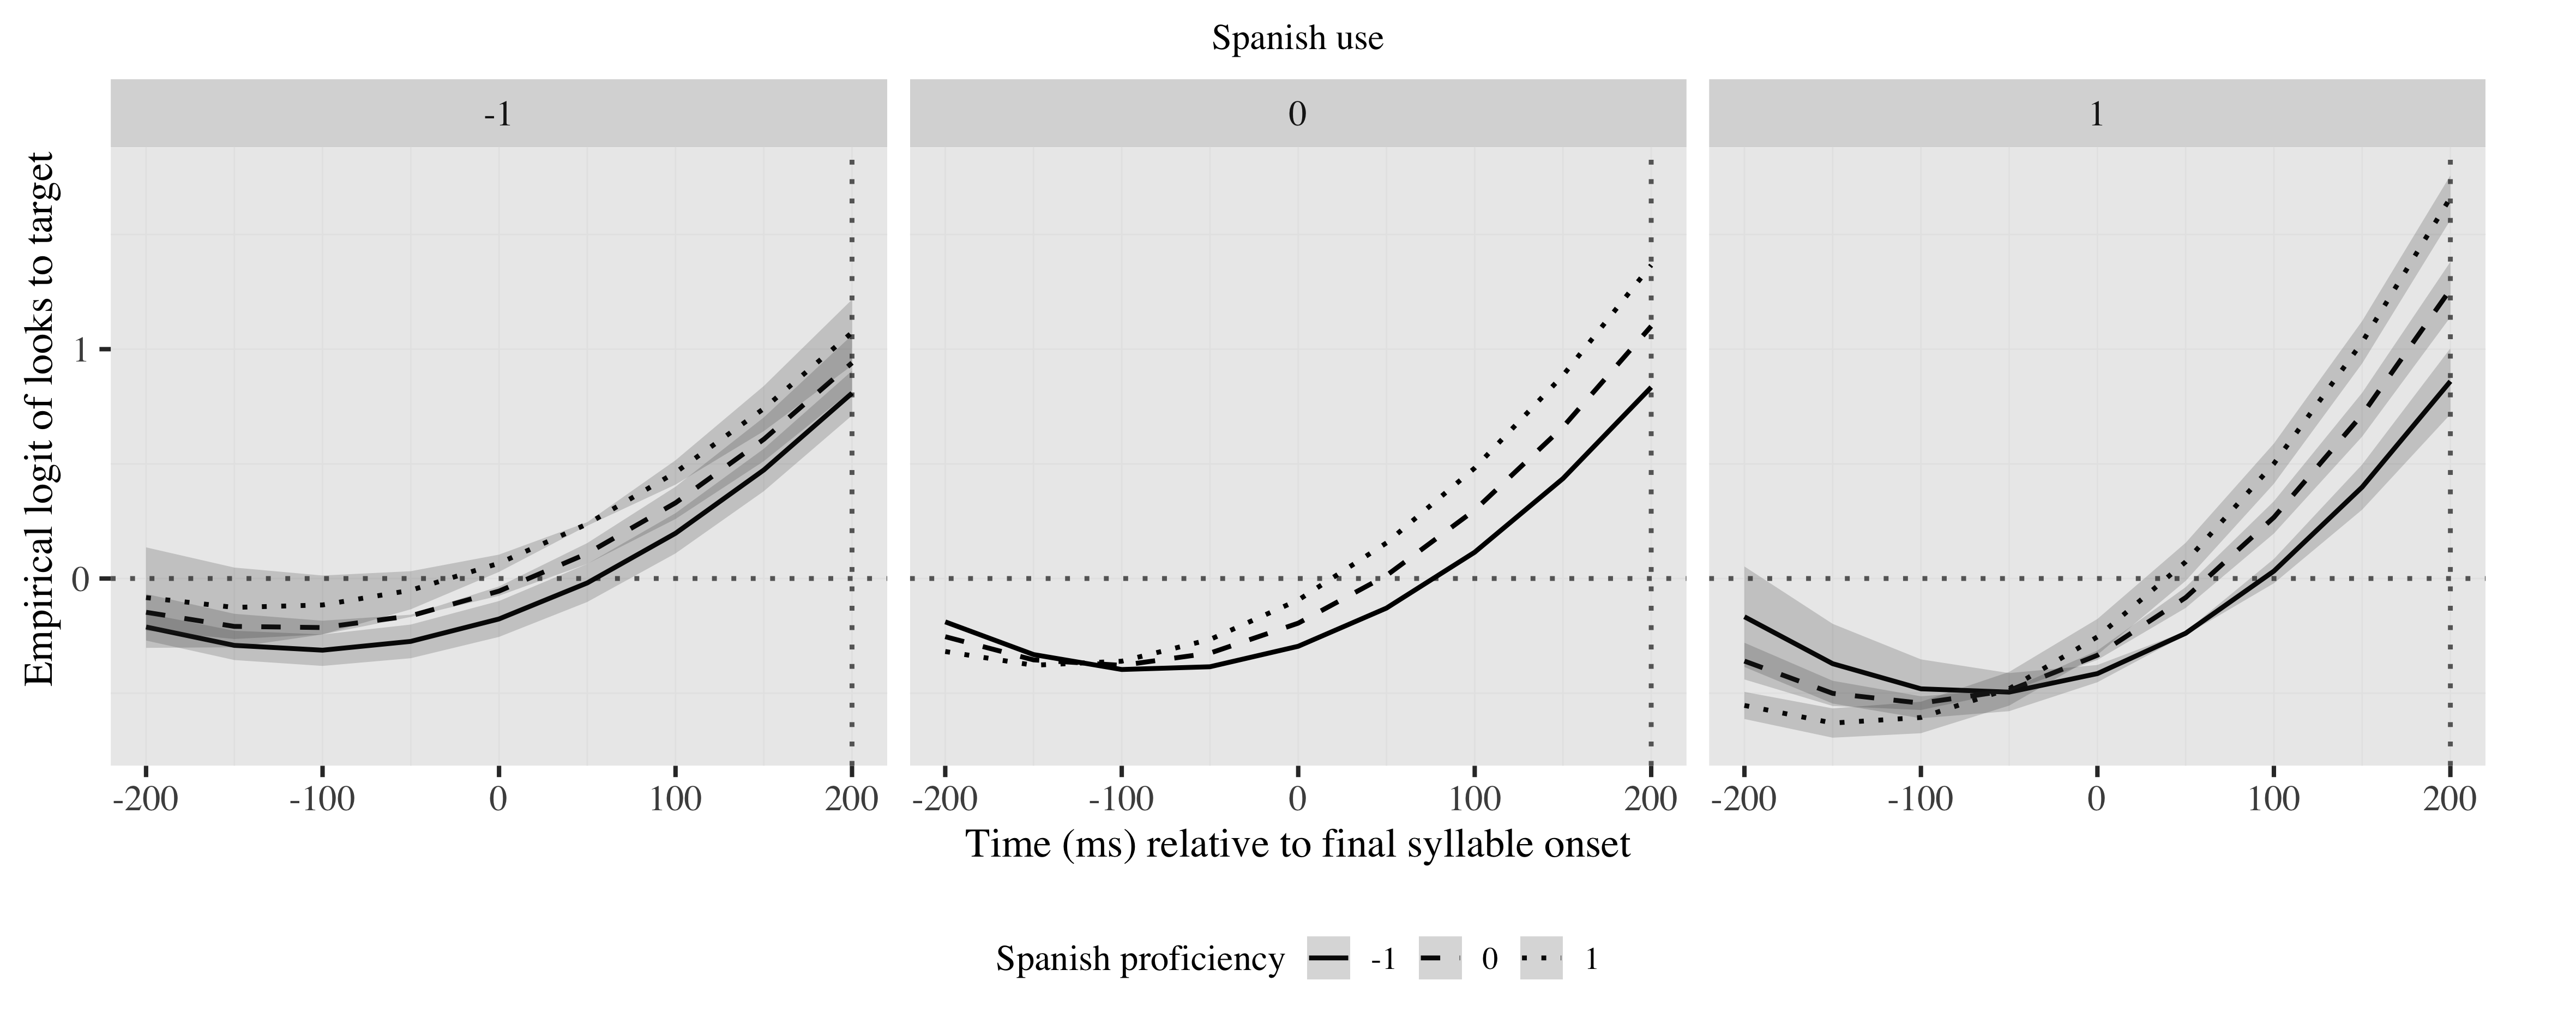 Spanish use
-1 0 1
Empirical logit of looks to target
1
0
-200 -100 0 100 200 -200 -100 0 100 200 -200 -100 0 100 200
Time (ms) relative to final syllable onset
Spanish proficiency -1 0 1